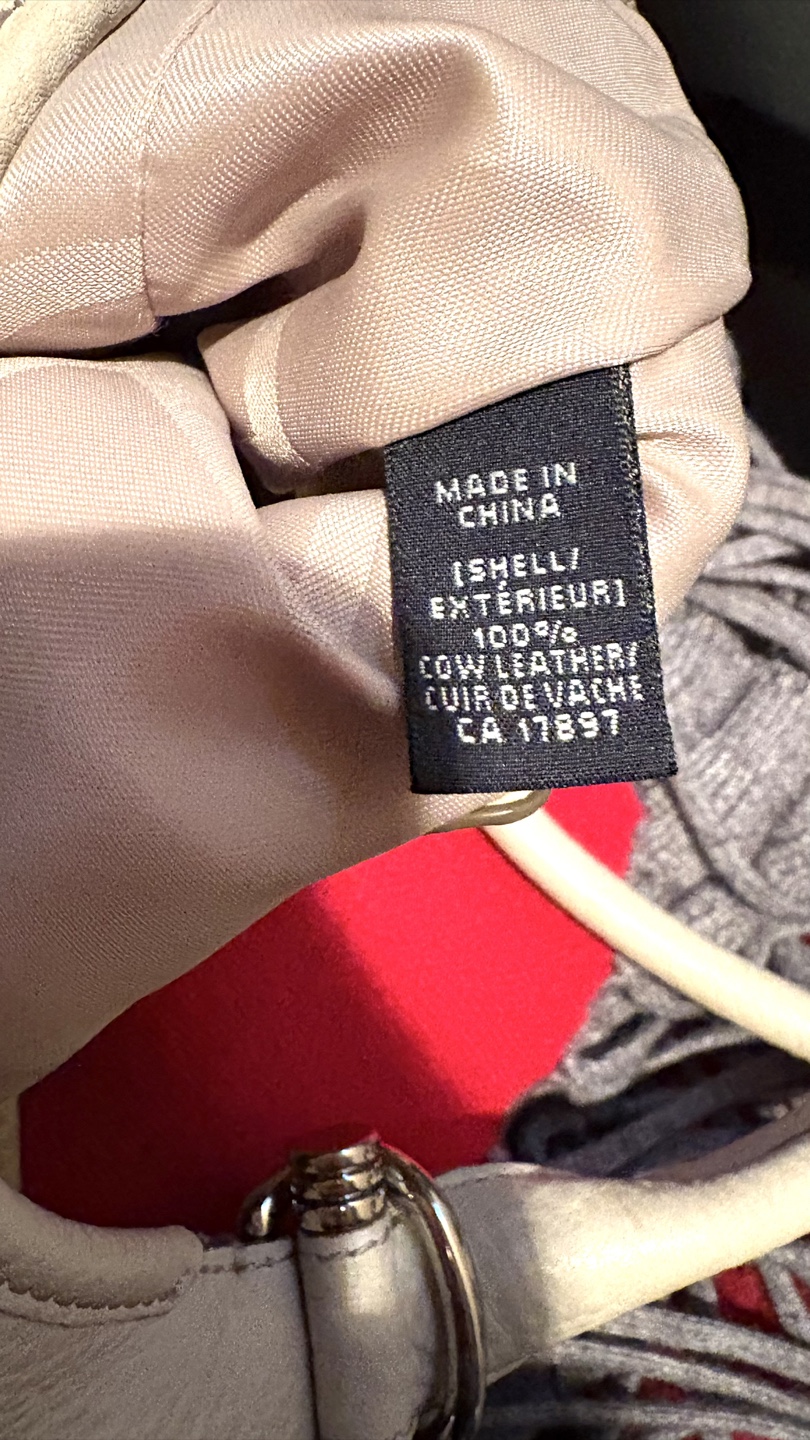 MADE IN
CHINA
[SHELL/
EXTÉRIEUR]
100%
COW LEATHER/
CUIR DE VACHE
CA 17897